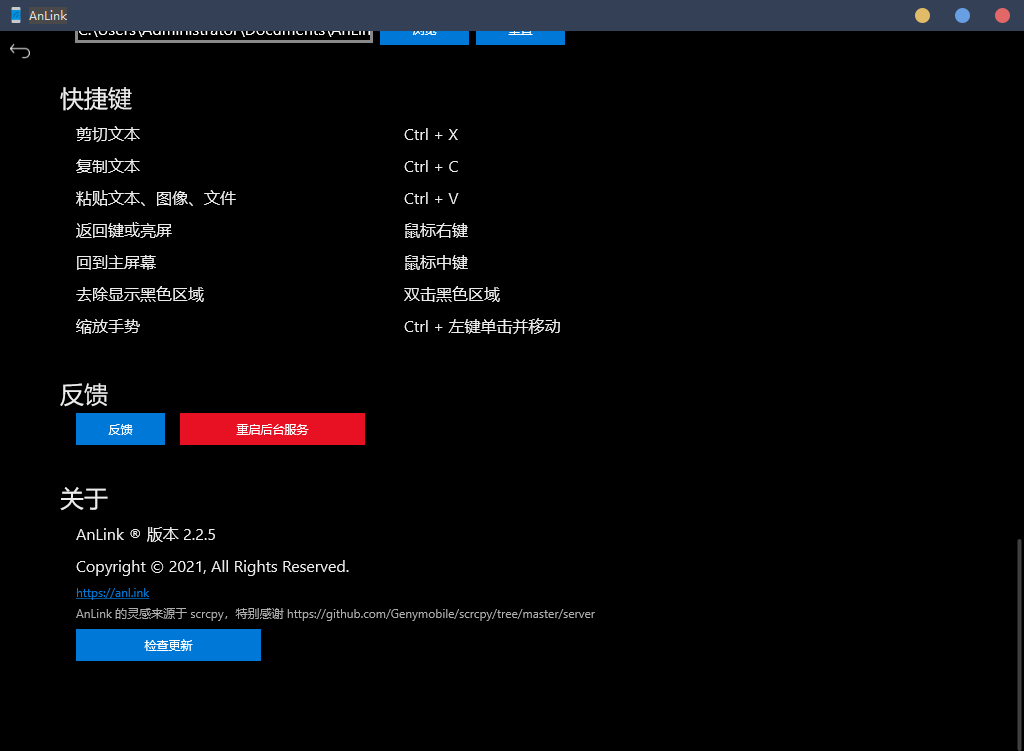 AnLink
C:\Users\Administrator\Documents\AnLin
浏览 重置
快捷键
剪切文本 Ctrl + X
复制文本 Ctrl + C
粘贴文本、图像、文件 Ctrl + V
返回键或亮屏 鼠标右键
回到主屏幕 鼠标中键
去除显示黑色区域 双击黑色区域
缩放手势 Ctrl + 左键单击并移动
反馈
反馈 重启后台服务
关于
AnLink ® 版本 2.2.5
Copyright © 2021, All Rights Reserved.
https://anl.ink
AnLink 的灵感来源于 scrcpy，特别感谢 https://github.com/Genymobile/scrcpy/tree/master/server
检查更新